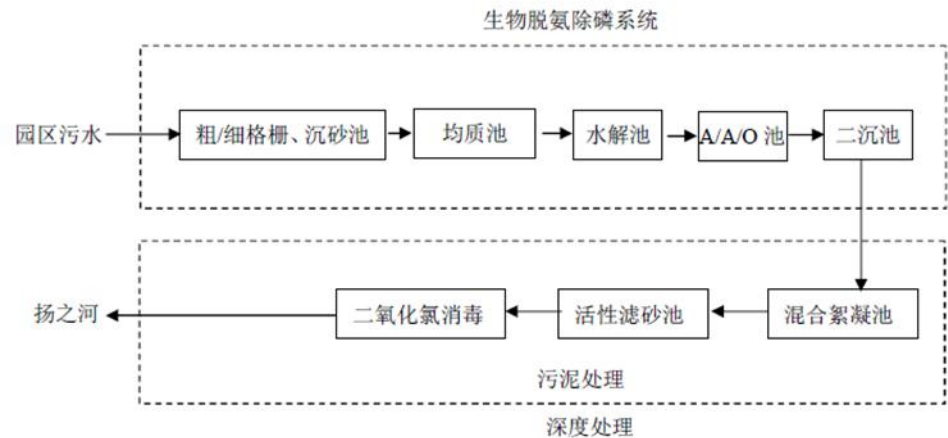 生物脱氨除磷系统
园区污水
粗/细格栅、沉砂池
均质池
水解池
A/A/O 池
二沉池
扬之河
二氧化氯消毒
活性滤砂池
混合絮凝池
污泥处理
深度处理